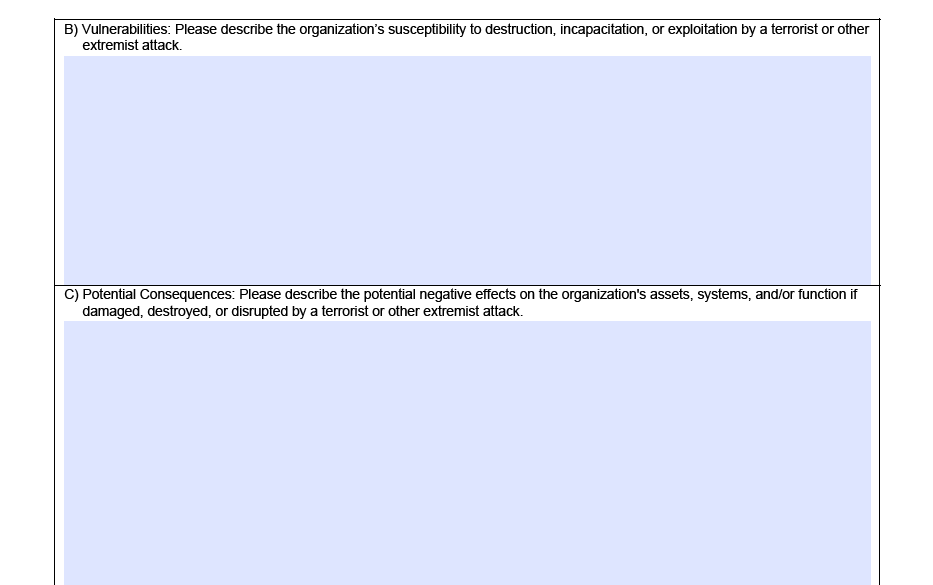 B) Vulnerabilities: Please describe the organization’s susceptibility to destruction, incapacitation, or exploitation by a terrorist or other
extremist attack.
C) Potential Consequences: Please describe the potential negative effects on the organization's assets, systems, and/or function if
damaged, destroyed, or disrupted by a terrorist or other extremist attack.